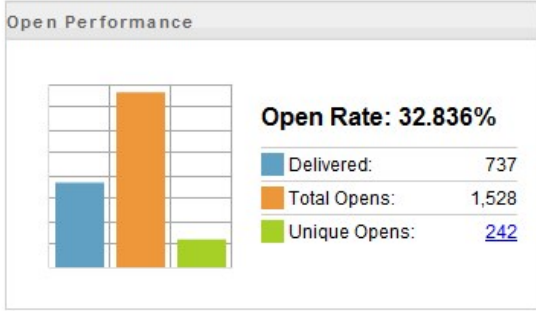 Open Performance
Open Rate: 32.836%
Delivered: 737
Total Opens: 1,528
Unique Opens: 242